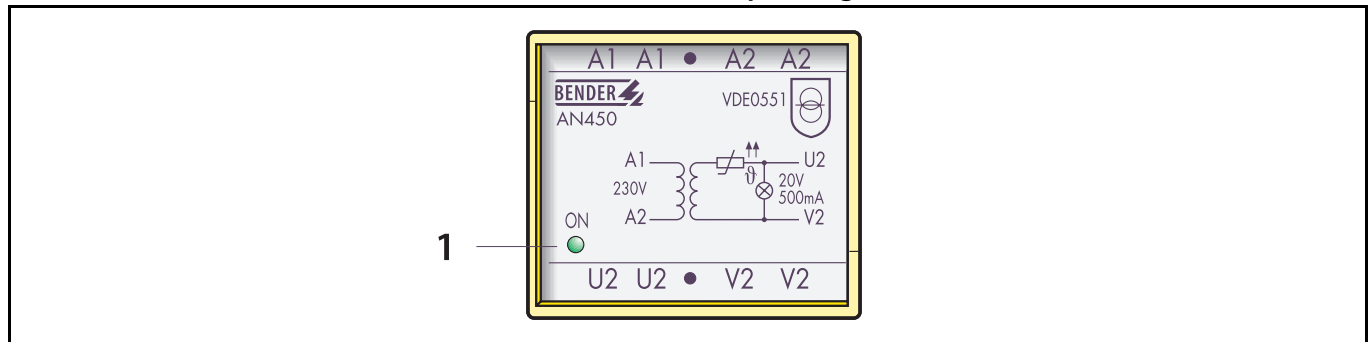 A1 A1 • A2 A2
BENDER
VDE0551
AN450
A1
U2
ϑ
230V
20V
500mA
A2
V2
ON
1
U2 U2 • V2 V2